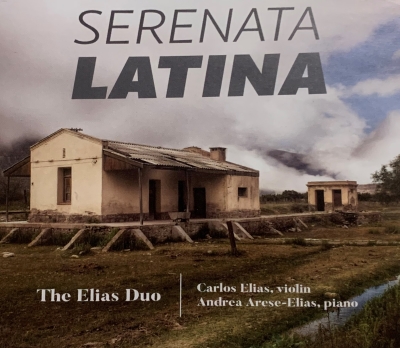 SERENATA
LATINA
The Elias Duo
Carlos Elias, violin
Andrea Arese-Elias, piano